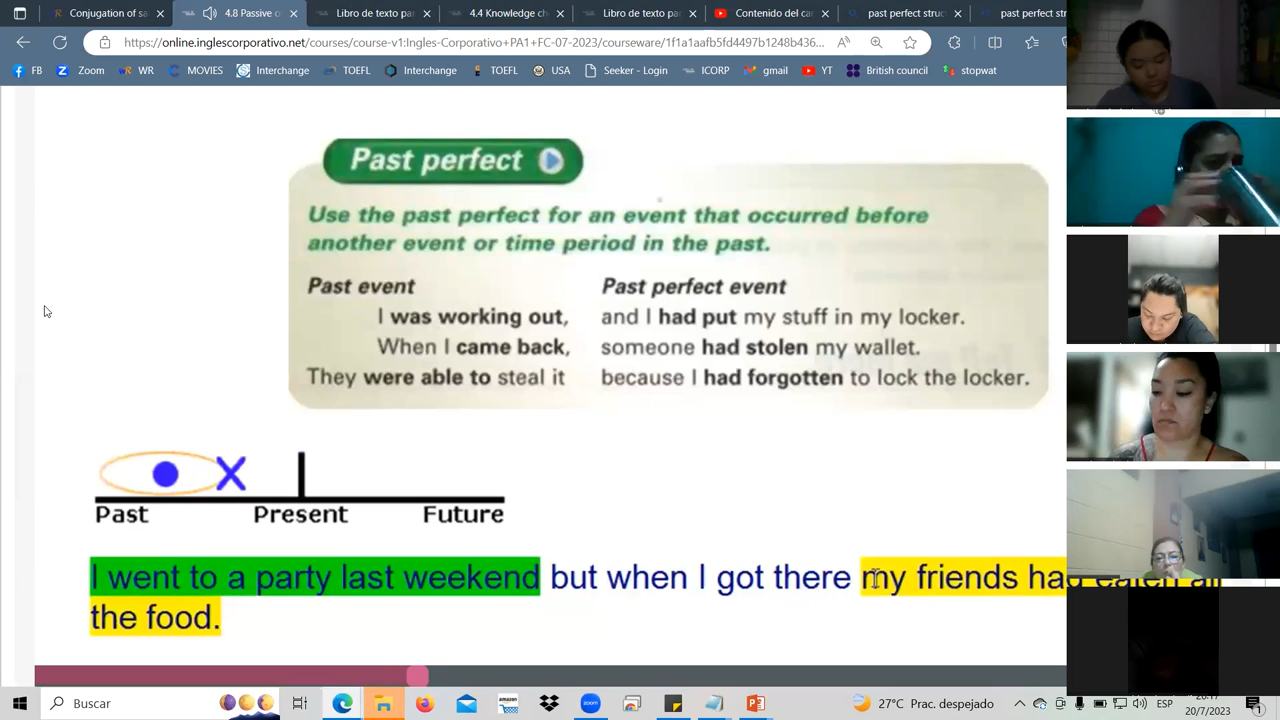 Conjugation of sa
4.8 Passive o
Libro de texto pa
4.4 Knowledge ch
Libro de texto pa
Contenido del ca
past perfect struc
past perfect str
https://online.inglescorporativo.net/courses/course-v1:Ingles-Corporativo+PA1+FC-07-2023/courseware/1f1a1aafb5fd4497b1248b436...
FB Zoom WR MOVIES Interchange TOEFL Interchange TOEFL USA Seeker - Login ICORP gmail YT British council stopwat
Past perfect
Use the past perfect for an event that occurred before
another event or time period in the past.
Past event Past perfect event
I was working out, and I had put my stuff in my locker.
When I came back, someone had stolen my wallet.
They were able to steal it because I had forgotten to lock the locker.
Past Present Future
I went to a party last weekend but when I got there my friends had eaten all
the food.
Buscar
27°C Prac. despejado
ESP
20:17
20/7/2023